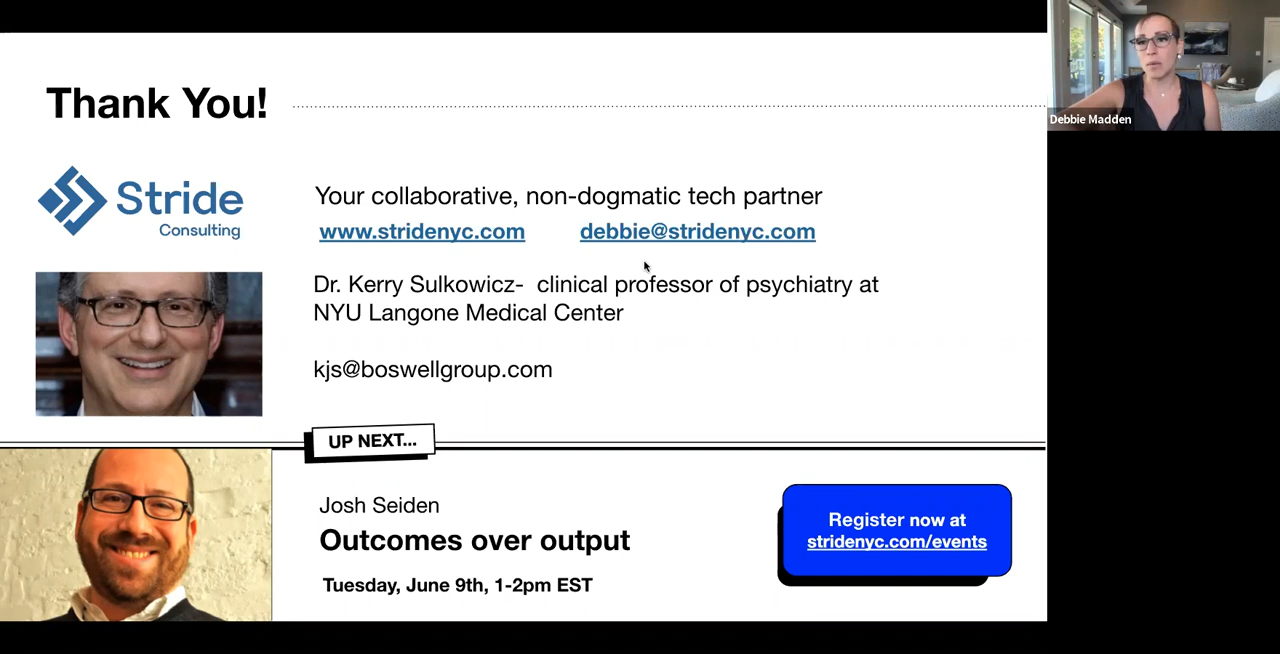 Thank You!
Debbie Madden
Stride
Consulting
Your collaborative, non-dogmatic tech partner
www.stridenyc.com debbie@stridenyc.com
Dr. Kerry Sulkowicz- clinical professor of psychiatry at
NYU Langone Medical Center
kjs@boswellgroup.com
UP NEXT...
Josh Seiden
Outcomes over output
Tuesday, June 9th, 1-2pm EST
Register now at
stridenyc.com/events